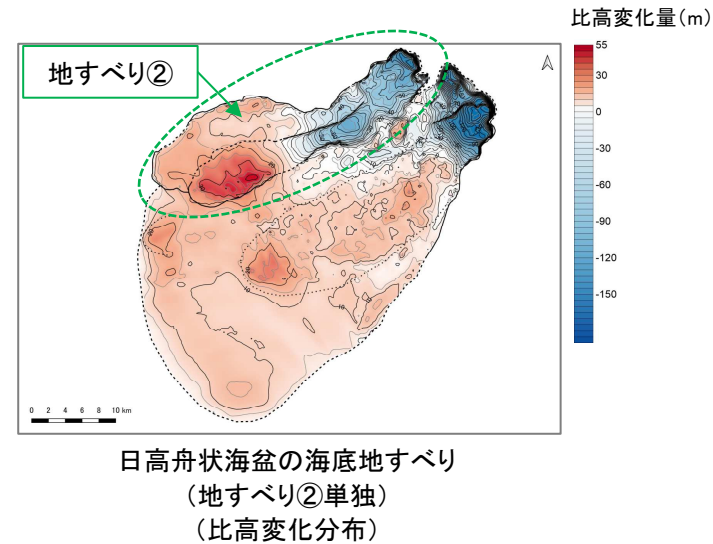 比高変化量(m)
55
30
0
-30
-60
-90
-120
-150
地すべり②
0 2 4 6 8 10 km
日高舟状海盆の海底地すべり
(地すべり②単独)
(比高変化分布)